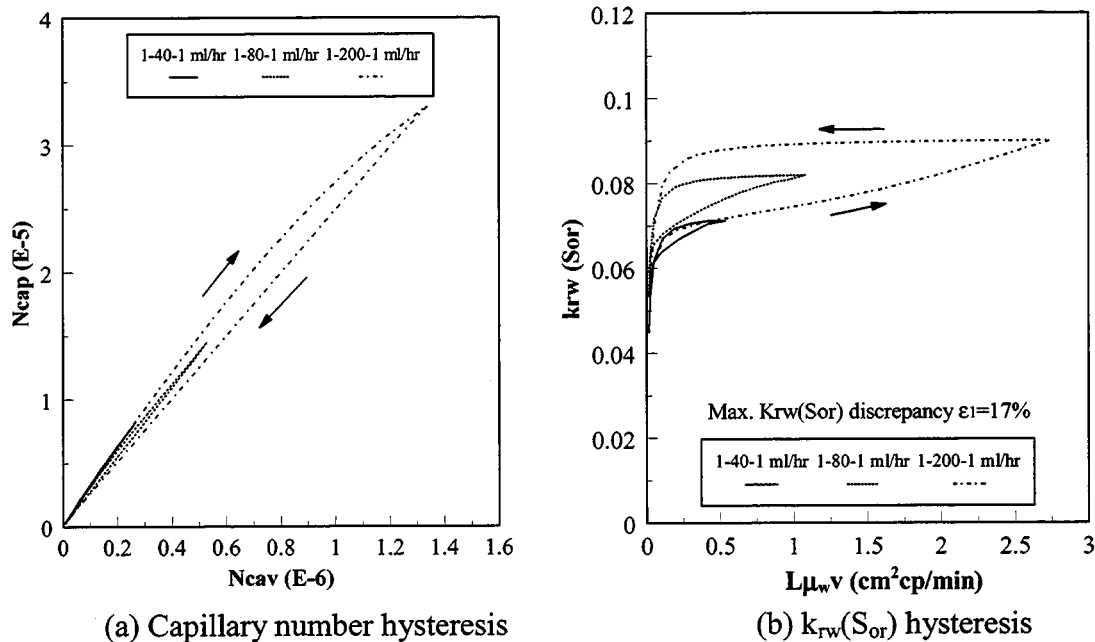 4
3
2
1
0
Ncap (E-5)
1-40-1 ml/hr 1-80-1 ml/hr 1-200-1 ml/hr
0 0.2 0.4 0.6 0.8 1 1.2 1.4 1.6
Ncav (E-6)
(a) Capillary number hysteresis
0.12
0.1
0.08
0.06
0.04
0.02
0
krw (Sor)
Max. Krw(Sor) discrepancy ε1=17%
1-40-1 ml/hr 1-80-1 ml/hr 1-200-1 ml/hr
0 0.5 1 1.5 2 2.5 3
Lμwv (cm²cp/min)
(b) krw(Sor) hysteresis